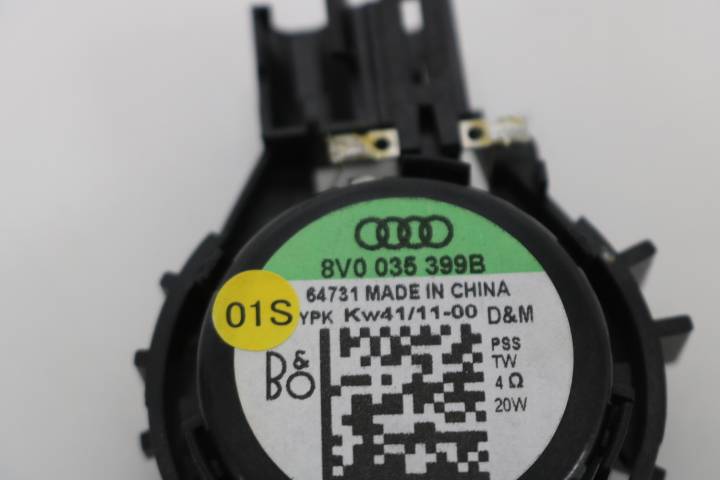 8V0 035 399B
64731 MADE IN CHINA
01S
YPK Kw41/11-00 D&M
B&O
PSS
TW
4 Ω
20W